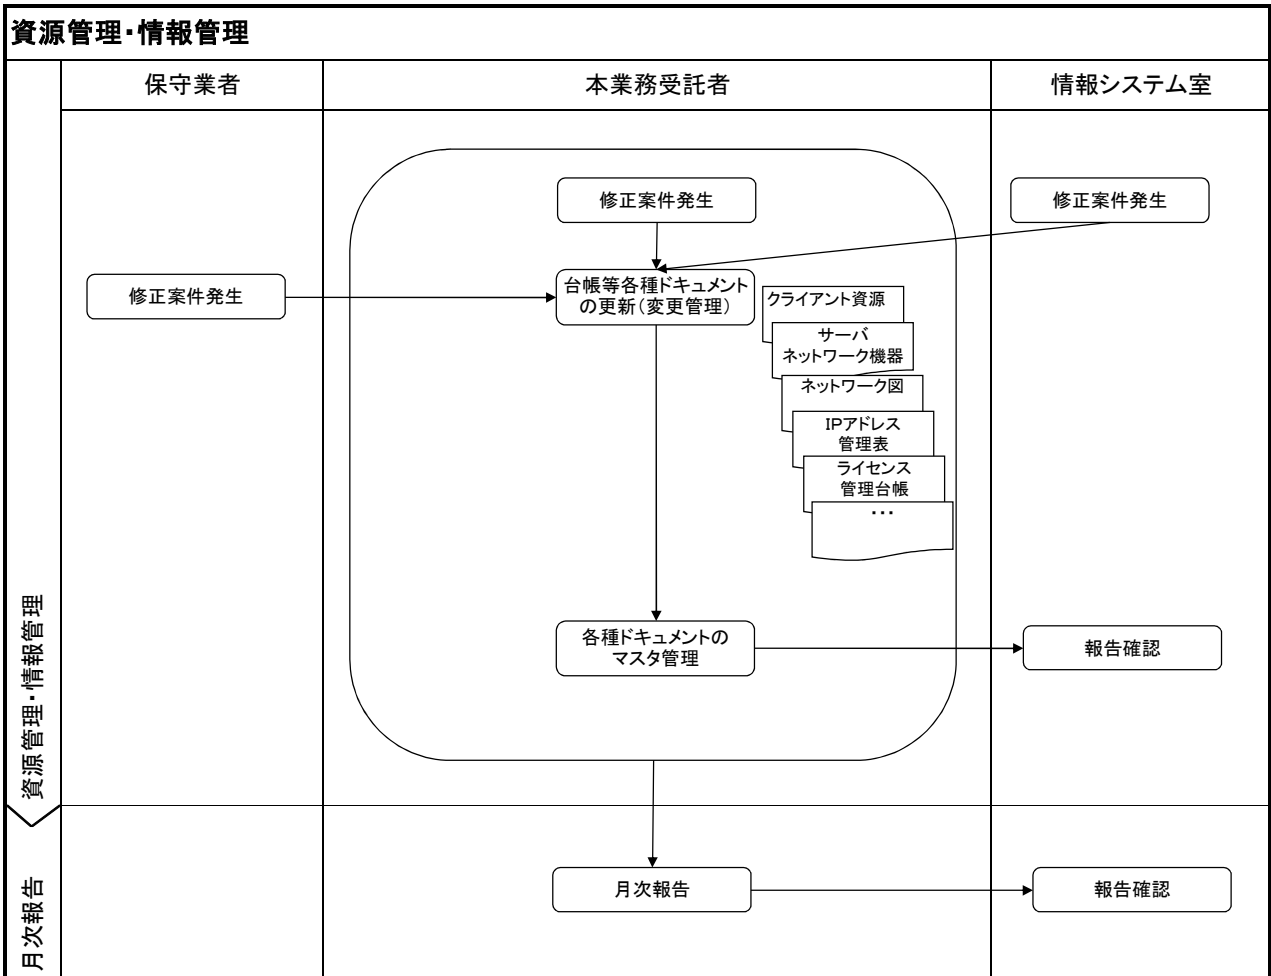 資源管理・情報管理
保守業者
本業務受託者
情報システム室
修正案件発生
修正案件発生
修正案件発生
台帳等各種ドキュメント
の更新(変更管理)
クライアント資源
サーバ
ネットワーク機器
ネットワーク図
IPアドレス
管理表
ライセンス
管理台帳
・・・
各種ドキュメントの
マスタ管理
報告確認
資源管理・情報管理
月次報告
報告確認
月次報告